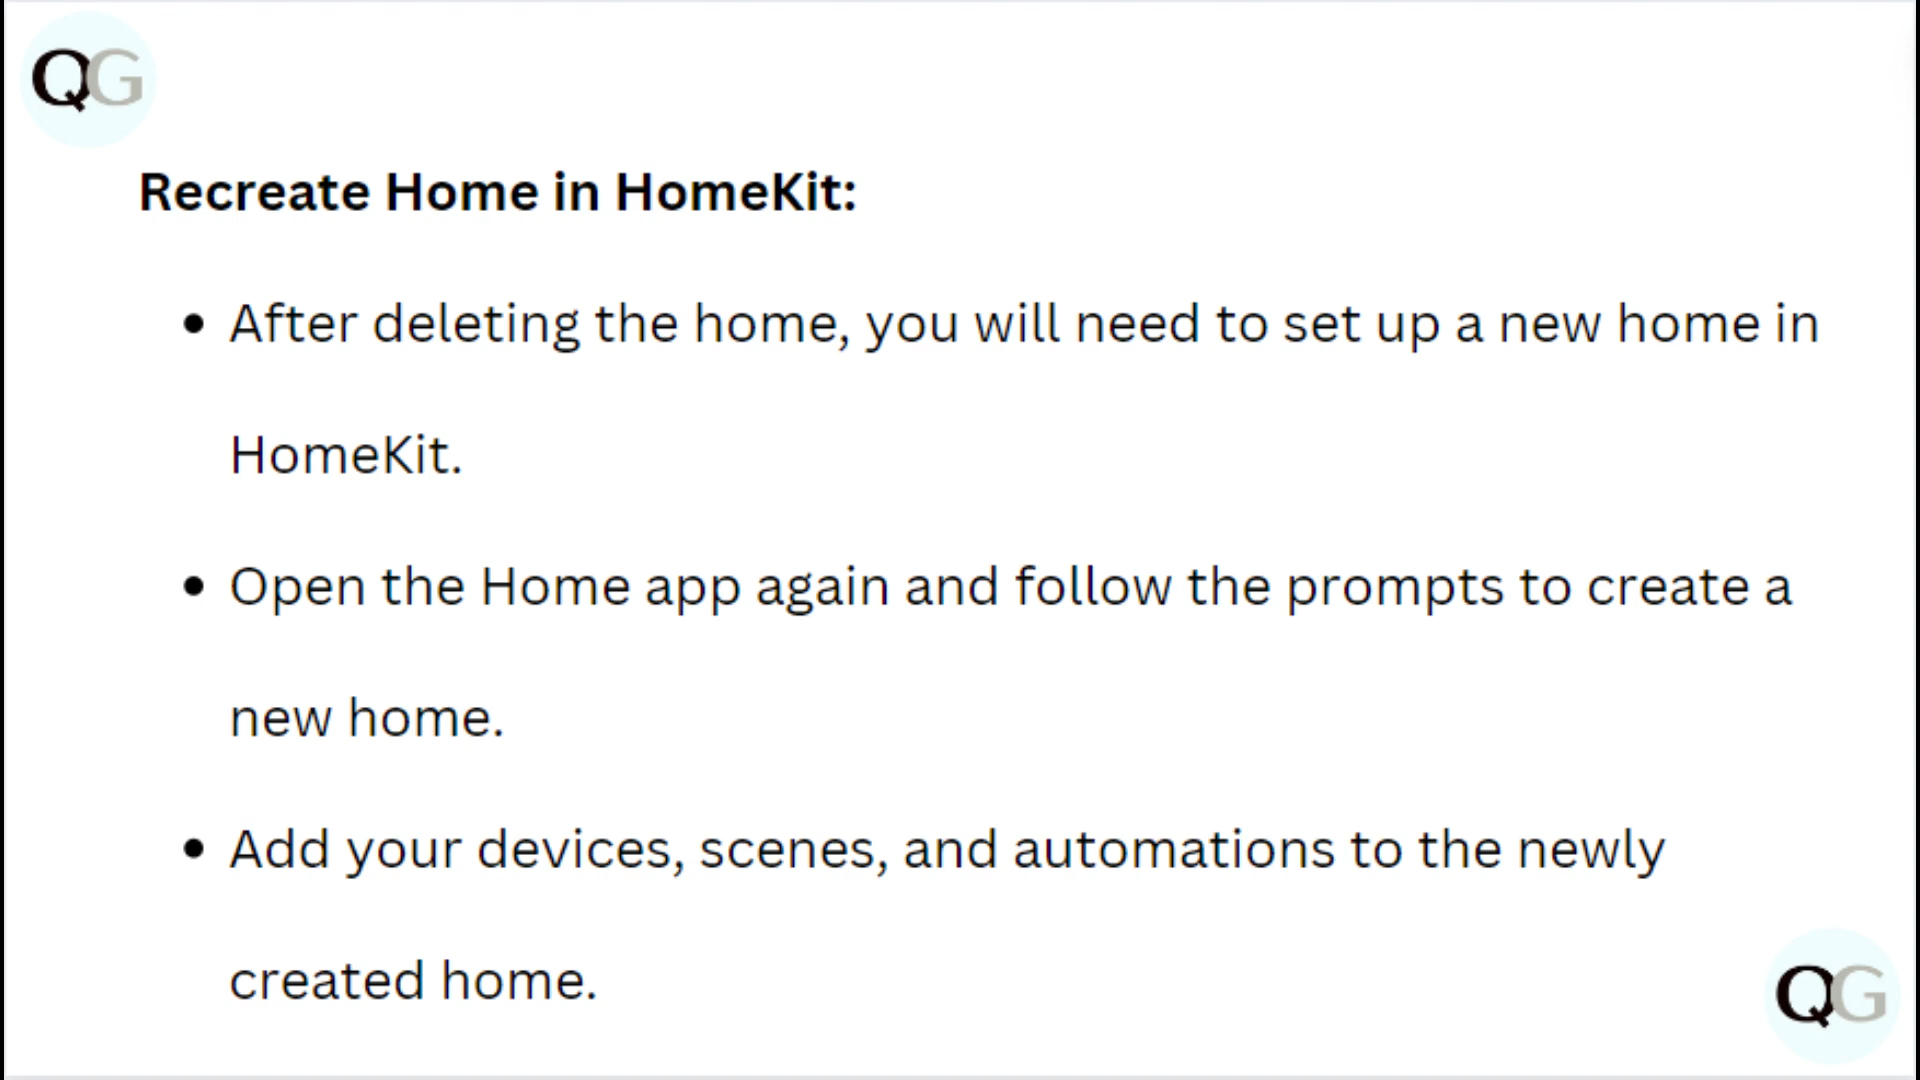 QG
Recreate Home in HomeKit:
• After deleting the home, you will need to set up a new home in
HomeKit.
• Open the Home app again and follow the prompts to create a
new home.
• Add your devices, scenes, and automations to the newly
created home.
QG